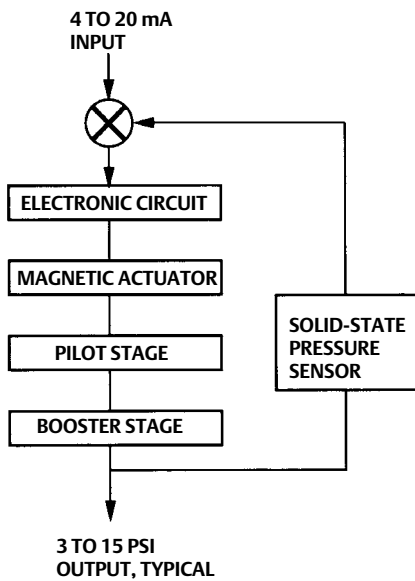 4 TO 20 mA
INPUT
ELECTRONIC CIRCUIT
MAGNETIC ACTUATOR
PILOT STAGE
BOOSTER STAGE
SOLID-STATE
PRESSURE
SENSOR
3 TO 15 PSI
OUTPUT, TYPICAL